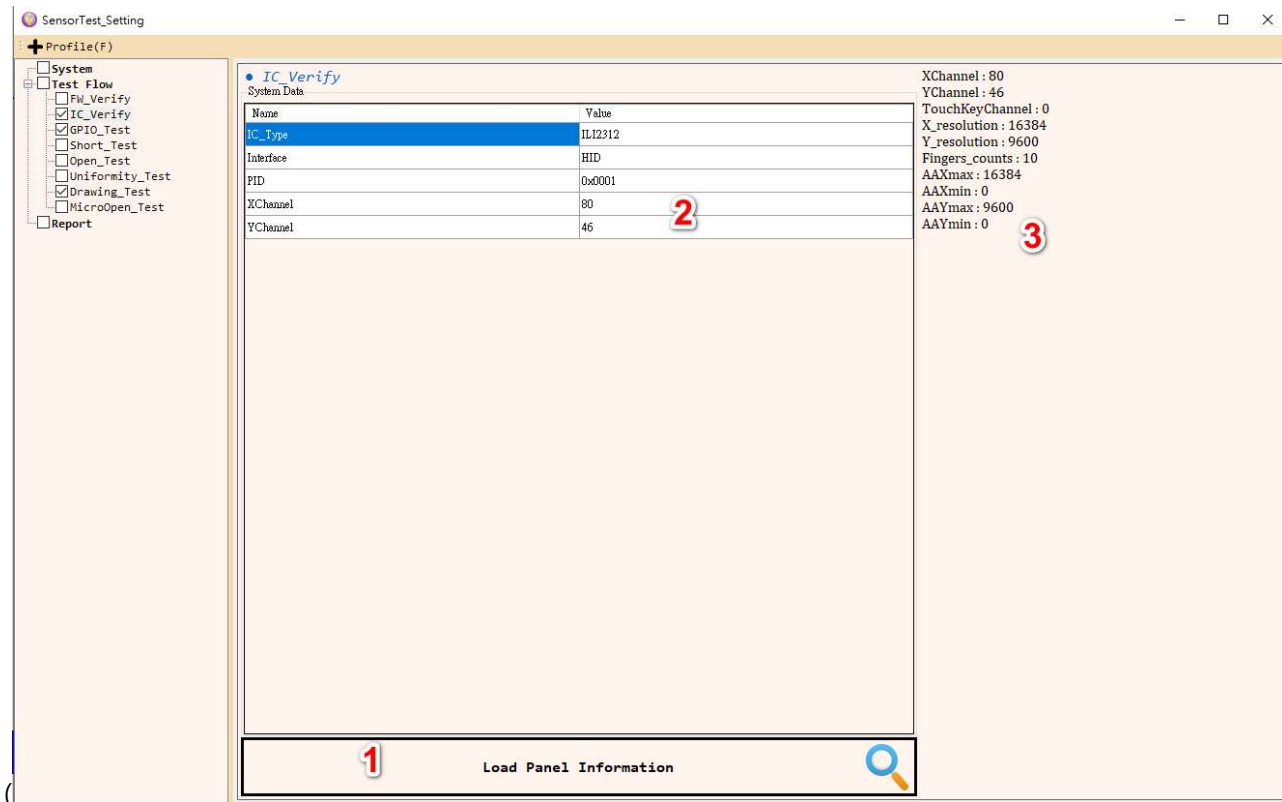 SensorTest_Setting
Profile(F)
System
Test Flow
FW_Verify
IC_Verify
GPIO_Test
Short_Test
Open_Test
Uniformity_Test
Drawing_Test
MicroOpen_Test
Report
• IC_Verify
System Data
Name Value
IC_Type ILI2312
Interface HID
PID 0x0001
XChannel 80
YChannel 46
2
XChannel : 80
YChannel : 46
TouchKeyChannel : 0
X_resolution : 16384
Y_resolution : 9600
Fingers_counts : 10
AAXmax : 16384
AAXmin : 0
AAYmax : 9600
AAYmin : 0
3
1
Load Panel Information
(